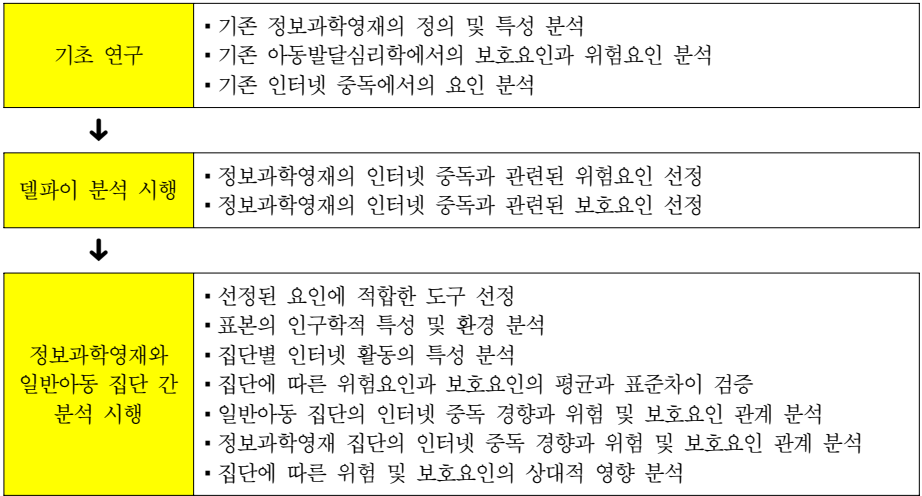 기초 연구
▪기존 정보과학영재의 정의 및 특성 분석
▪기존 아동발달심리학에서의 보호요인과 위험요인 분석
▪기존 인터넷 중독에서의 요인 분석
델파이 분석 시행
▪정보과학영재의 인터넷 중독과 관련된 위험요인 선정
▪정보과학영재의 인터넷 중독과 관련된 보호요인 선정
정보과학영재와
일반아동 집단 간
분석 시행
▪선정된 요인에 적합한 도구 선정
▪표본의 인구학적 특성 및 환경 분석
▪집단별 인터넷 활동의 특성 분석
▪집단에 따른 위험요인과 보호요인의 평균과 표준차이 검증
▪일반아동 집단의 인터넷 중독 경향과 위험 및 보호요인 관계 분석
▪정보과학영재 집단의 인터넷 중독 경향과 위험 및 보호요인 관계 분석
▪집단에 따른 위험 및 보호요인의 상대적 영향 분석